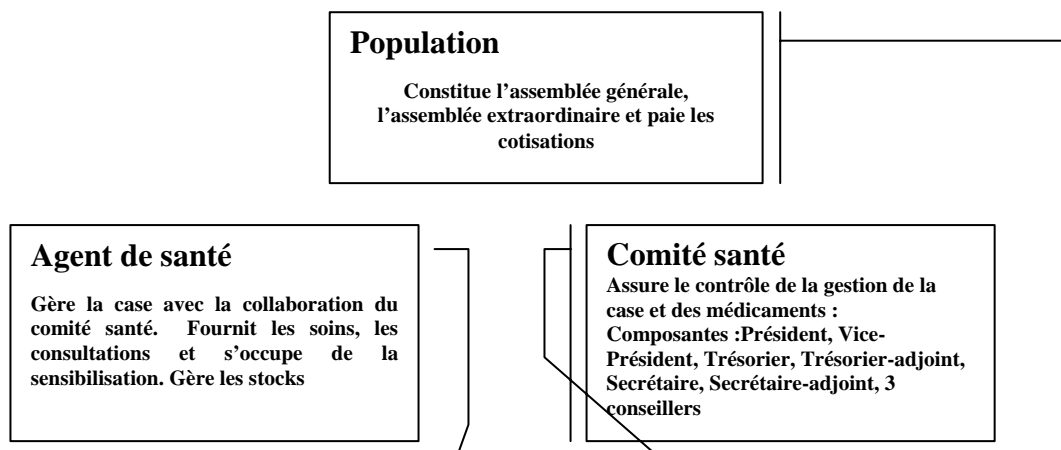 Population
Constitue l’assemblée générale,
l’assemblée extraordinaire et paie les
cotisations
Agent de santé
Gère la case avec la collaboration du
comité santé. Fournit les soins, les
consultations et s’occupe de la
sensibilisation. Gère les stocks
Comité santé
Assure le contrôle de la gestion de la
case et des médicaments :
Composantes :Président, Vice-
Président, Trésorier, Trésorier-adjoint,
Secrétaire, Secrétaire-adjoint, 3
conseillers